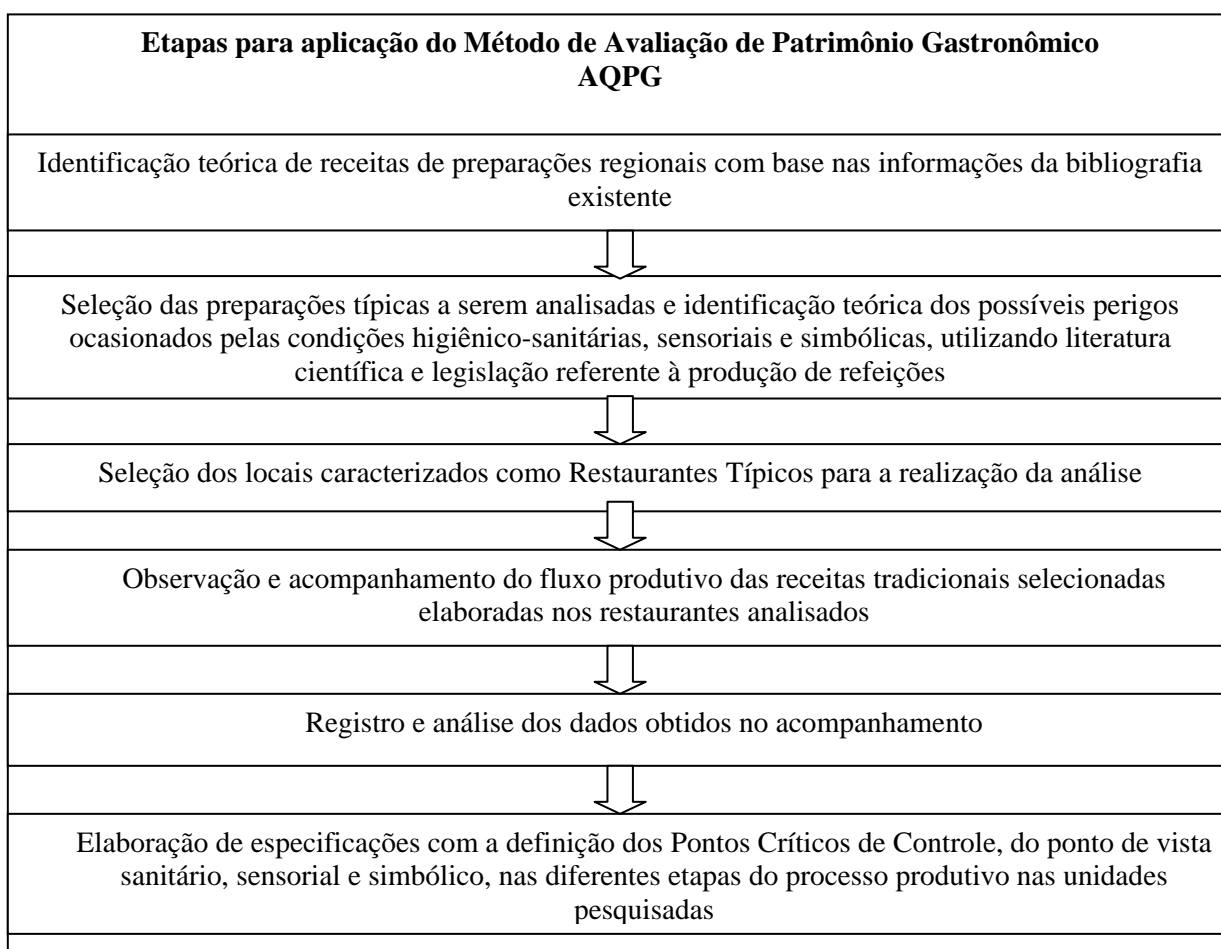 Etapas para aplicação do Método de Avaliação de Patrimônio Gastronômico
AQPG
Identificação teórica de receitas de preparações regionais com base nas informações da bibliografia
existente
Seleção das preparações típicas a serem analisadas e identificação teórica dos possíveis perigos
ocasionados pelas condições higiênico-sanitárias, sensoriais e simbólicas, utilizando literatura
científica e legislação referente à produção de refeições
Seleção dos locais caracterizados como Restaurantes Típicos para a realização da análise
Observação e acompanhamento do fluxo produtivo das receitas tradicionais selecionadas
elaboradas nos restaurantes analisados
Registro e análise dos dados obtidos no acompanhamento
Elaboração de especificações com a definição dos Pontos Críticos de Controle, do ponto de vista
sanitário, sensorial e simbólico, nas diferentes etapas do processo produtivo nas unidades
pesquisadas